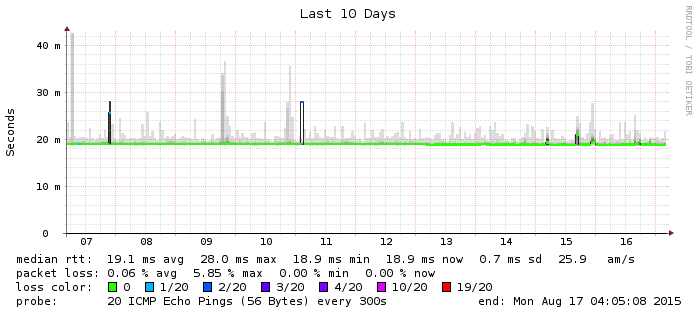 Last 10 Days
RRDTOOL / TOBI OETIKER
Seconds
40 m
30 m
20 m
10 m
0
07 08 09 10 11 12 13 14 15 16
median rtt: 19.1 ms avg 28.0 ms max 18.9 ms min 18.9 ms now 0.7 ms sd 25.9 am/s
packet loss: 0.06 % avg 5.85 % max 0.00 % min 0.00 % now
loss color: 0 1/20 2/20 3/20 4/20 10/20 19/20
probe: 20 ICMP Echo Pings (56 Bytes) every 300s end: Mon Aug 17 04:05:08 2015